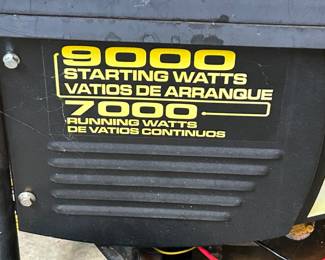 9000
STARTING WATTS
VATIOS DE ARRANQUE
7000
RUNNING WATTS
DE VATIOS CONTINUOS